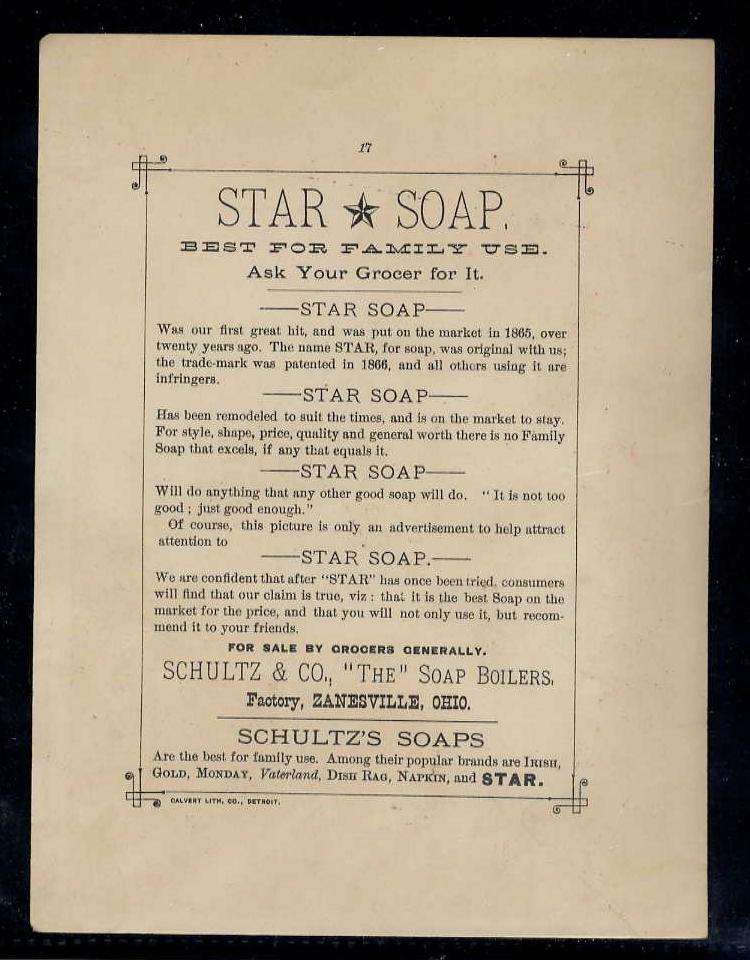 17
STAR ★ SOAP.
BEST FOR FAMILY USE.
Ask Your Grocer for It.
——STAR SOAP——
Was our first great hit, and was put on the market in 1865, over
twenty years ago. The name STAR, for soap, was original with us;
the trade-mark was patented in 1866, and all others using it are
infringers.
——STAR SOAP——
Has been remodeled to suit the times, and is on the market to stay.
For style, shape, price, quality and general worth there is no Family
Soap that excels, if any that equals it.
——STAR SOAP——
Will do anything that any other good soap will do. "It is not too
good; just good enough."
Of course, this picture is only an advertisement to help attract
attention to
——STAR SOAP.——
We are confident that after "STAR" has once been tried, consumers
will find that our claim is true, viz: that it is the best Soap on the
market for the price, and that you will not only use it, but recom-
mend it to your friends.
FOR SALE BY GROCERS GENERALLY.
SCHULTZ & CO., "THE" SOAP BOILERS,
Factory, ZANESVILLE, OHIO.
SCHULTZ'S SOAPS
Are the best for family use. Among their popular brands are IRISH,
GOLD, MONDAY, Vaterland, DISH RAG, NAPKIN, and STAR.
CALVERT LITH. CO., DETROIT.